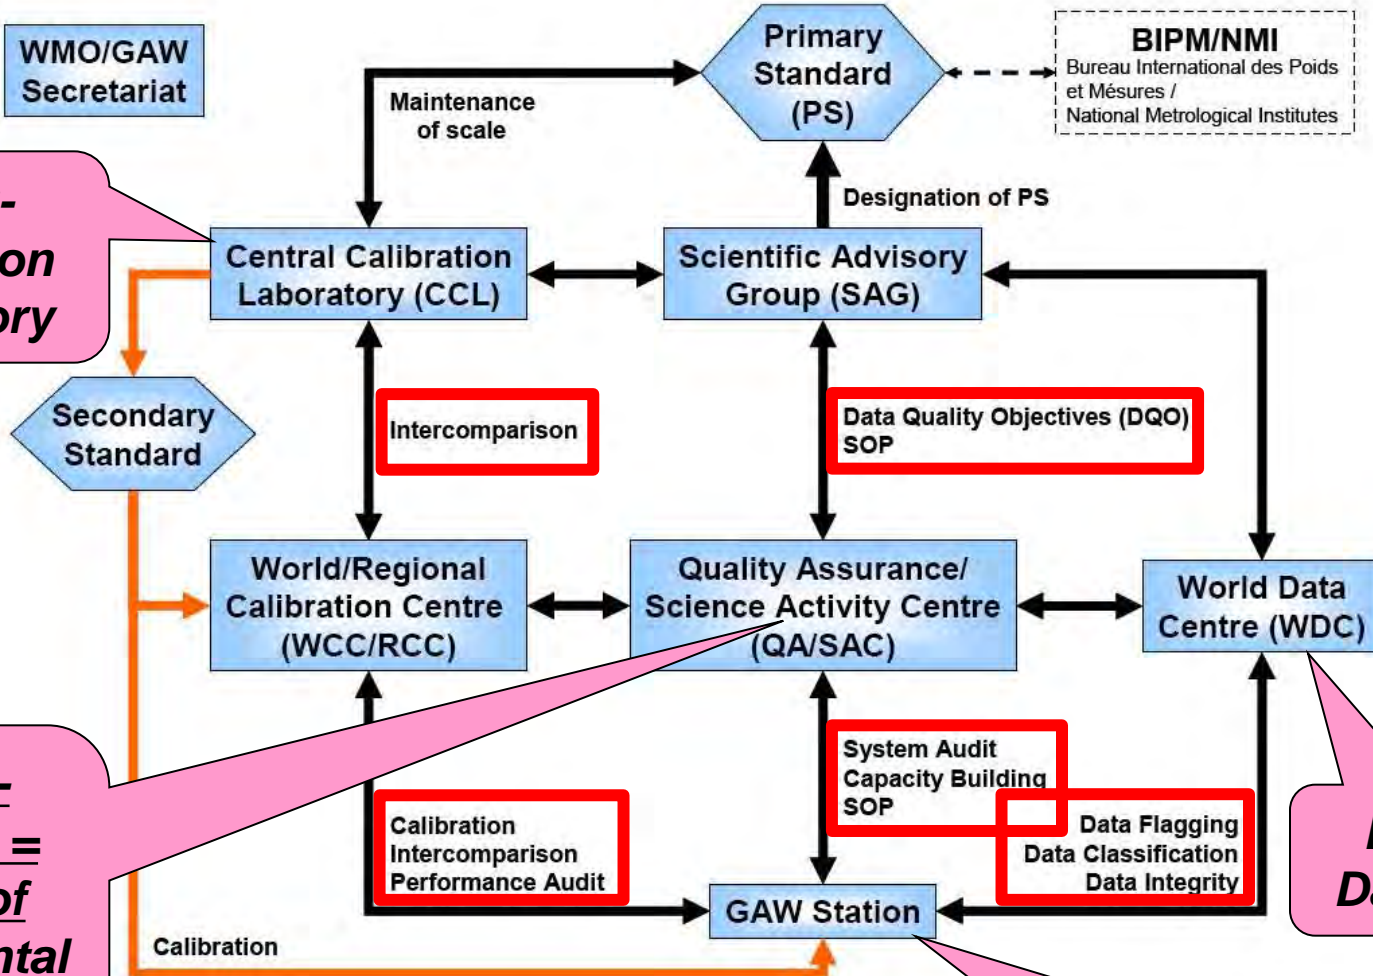 WMO/GAW
Secretariat
Primary
Standard
(PS)
BIPM/NMI
Bureau International des Poids
et Mésures /
National Metrological Institutes
Maintenance
of scale
Designation of PS
-
on
ory
Central Calibration
Laboratory (CCL)
Scientific Advisory
Group (SAG)
Secondary
Standard
Intercomparison
Data Quality Objectives (DQO)
SOP
World/Regional
Calibration Centre
(WCC/RCC)
Quality Assurance/
Science Activity Centre
(QA/SAC)
World Data
Centre (WDC)
-
=
of
ntal
System Audit
Capacity Building
SOP
Calibration
Intercomparison
Performance Audit
Data Flagging
Data Classification
Data Integrity
Da
GAW Station
Calibration